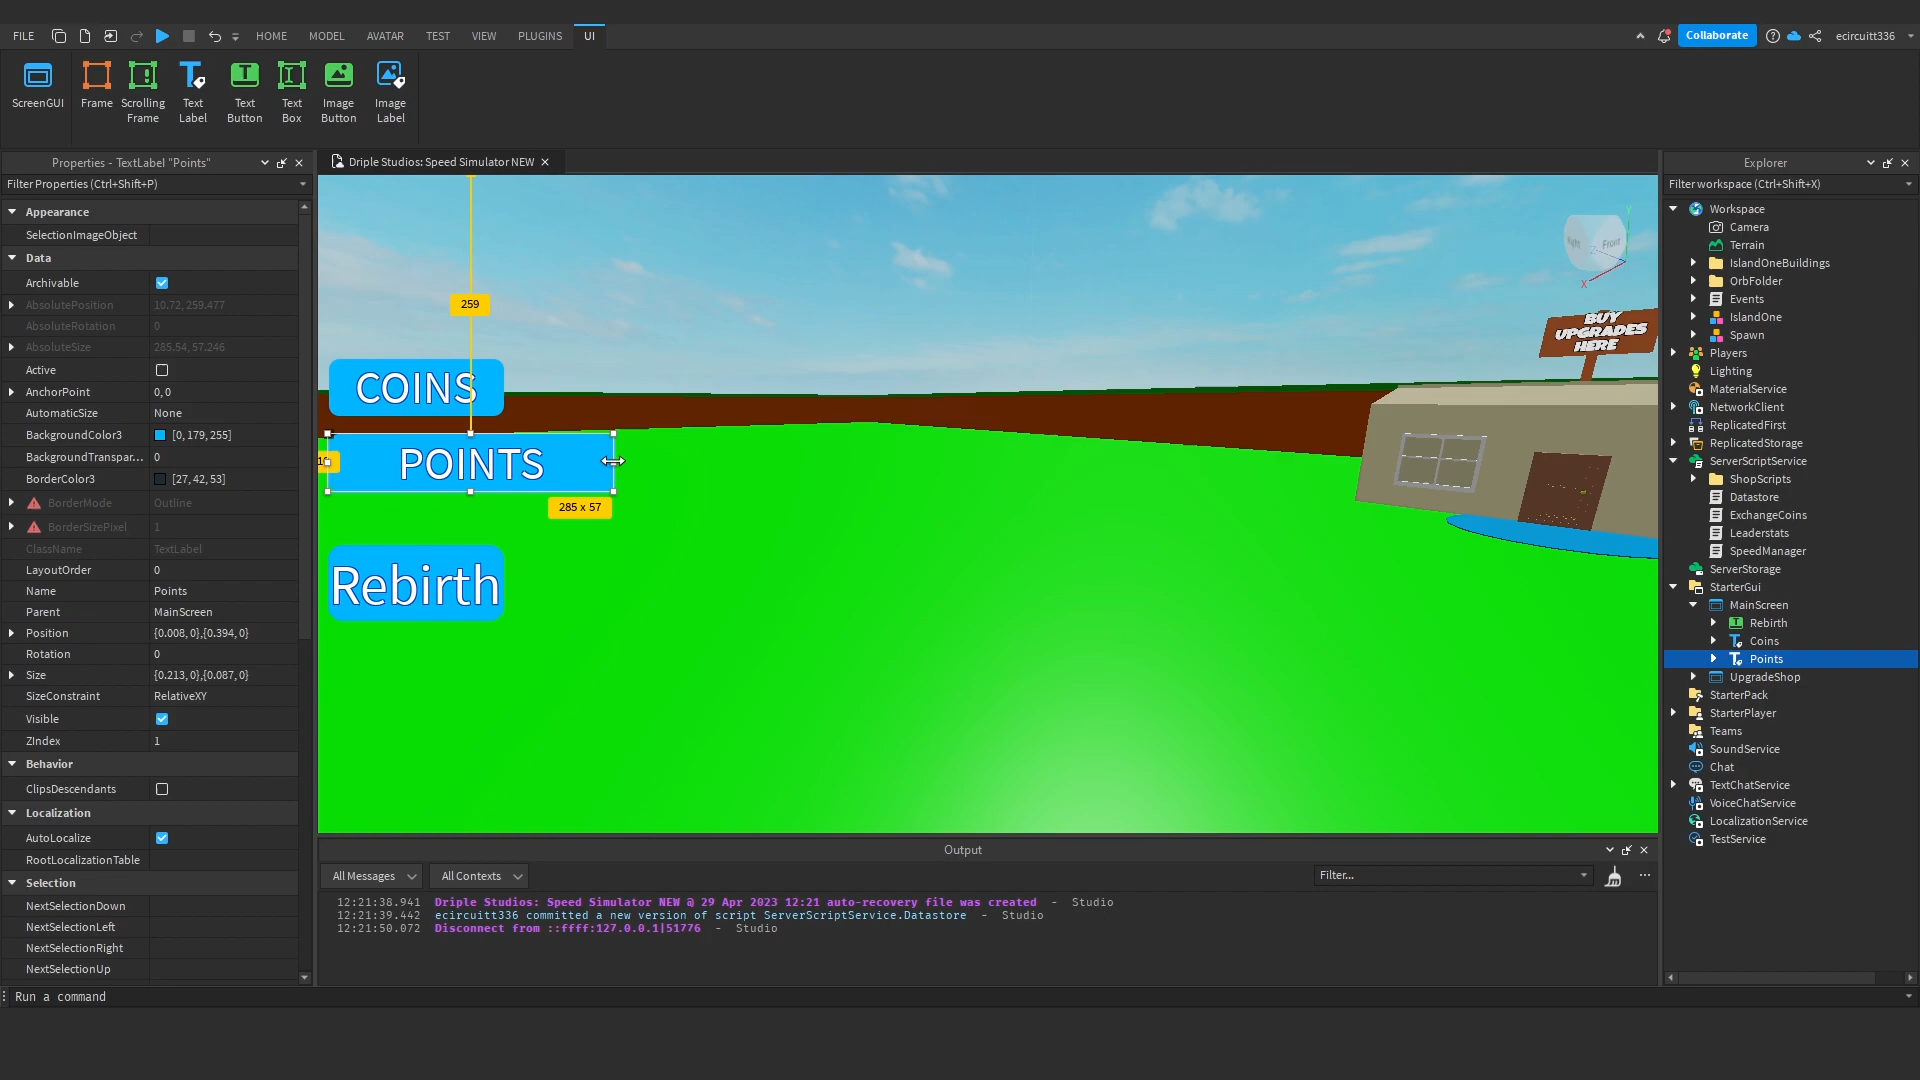 FILE HOME MODEL AVATAR TEST VIEW PLUGINS UI Collaborate ecircuitt336
ScreenGUI Frame Scrolling Frame Text Label Text Button Text Box Image Button Image Label
Properties - TextLabel "Points"
Filter Properties (Ctrl+Shift+P)
Appearance
SelectionImageObject
Data
Archivable
AbsolutePosition 10.72, 259.477
AbsoluteRotation 0
AbsoluteSize 285.54, 57.246
Active
AnchorPoint 0, 0
AutomaticSize None
BackgroundColor3 [0, 179, 255]
BackgroundTranspar... 0
BorderColor3 [27, 42, 53]
BorderMode Outline
BorderSizePixel 1
ClassName TextLabel
LayoutOrder 0
Name Points
Parent MainScreen
Position {0.008, 0},{0.394, 0}
Rotation 0
Size {0.213, 0},{0.087, 0}
SizeConstraint RelativeXY
Visible
ZIndex 1
Behavior
ClipsDescendants
Localization
AutoLocalize
RootLocalizationTable
Selection
NextSelectionDown
NextSelectionLeft
NextSelectionRight
NextSelectionUp
Driple Studios: Speed Simulator NEW
259
COINS
POINTS
285 x 57
Rebirth
Right Front
Y
Z
X
BUY
UPGRADES
HERE
Output
All Messages All Contexts Filter...
12:21:38.941 Driple Studios: Speed Simulator NEW @ 29 Apr 2023 12:21 auto-recovery file was created - Studio
12:21:39.442 ecircuitt336 committed a new version of script ServerScriptService.Datastore - Studio
12:21:50.072 Disconnect from ::ffff:127.0.0.1|51776 - Studio
Explorer
Filter workspace (Ctrl+Shift+X)
Workspace
Camera
Terrain
IslandOneBuildings
OrbFolder
Events
IslandOne
Spawn
Players
Lighting
MaterialService
NetworkClient
ReplicatedFirst
ReplicatedStorage
ServerScriptService
ShopScripts
Datastore
ExchangeCoins
Leaderstats
SpeedManager
ServerStorage
StarterGui
MainScreen
Rebirth
Coins
Points
UpgradeShop
StarterPack
StarterPlayer
Teams
SoundService
Chat
TextChatService
VoiceChatService
LocalizationService
TestService
Run a command